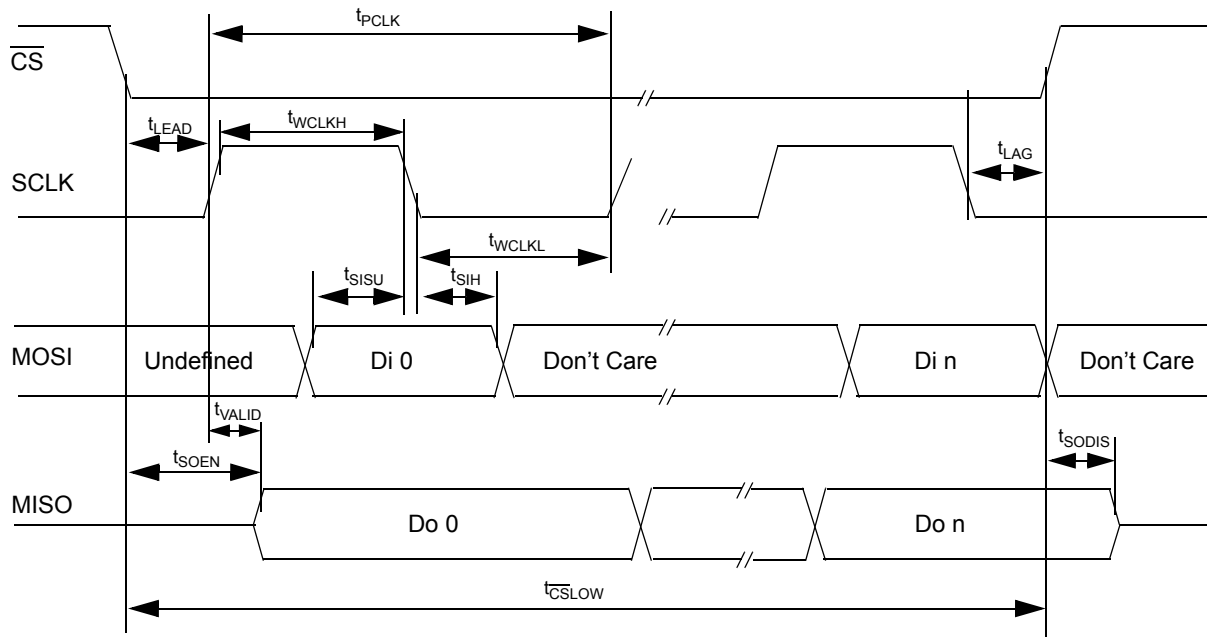 tPCLK
CS
tLEAD
tWCLKH
tLAG
SCLK
tWCLKL
tSISU
tSIH
MOSI
Undefined
Di 0
Don't Care
Di n
Don't Care
tVALID
tSOEN
tSODIS
MISO
Do 0
Do n
tCSLOW